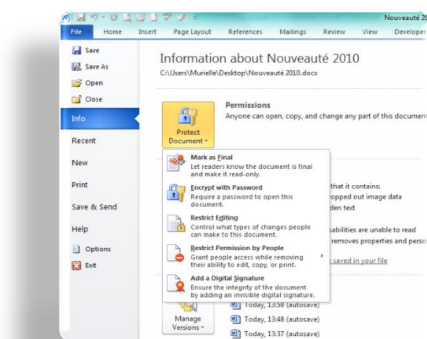 Nouveauté 20
File Home Insert Page Layout References Mailings Review View Developer
Save
Save As
Open
Close
Info
Recent
New
Print
Save & Send
Help
Options
Exit
Information about Nouveauté 2010
C:\Users\Murielle\Desktop\Nouveauté 2010.docx
Protect
Document
Permissions
Anyone can open, copy, and change any part of this document
Mark as Final
Let readers know the document is final
and make it read-only.
Encrypt with Password
Require a password to open this
document.
Restrict Editing
Control what types of changes people
can make to this document.
Restrict Permission by People
Grant people access while removing
their ability to edit, copy, or print.
Add a Digital Signature
Ensure the integrity of the document
by adding an invisible digital signature.
that it contains:
ropped out image data
den text
sabilities are unable to read
removes properties and perso
e saved in your file
Manage
Versions
Today, 13:58 (autosave)
Today, 13:48 (autosave)
Today, 13:37 (autosave)